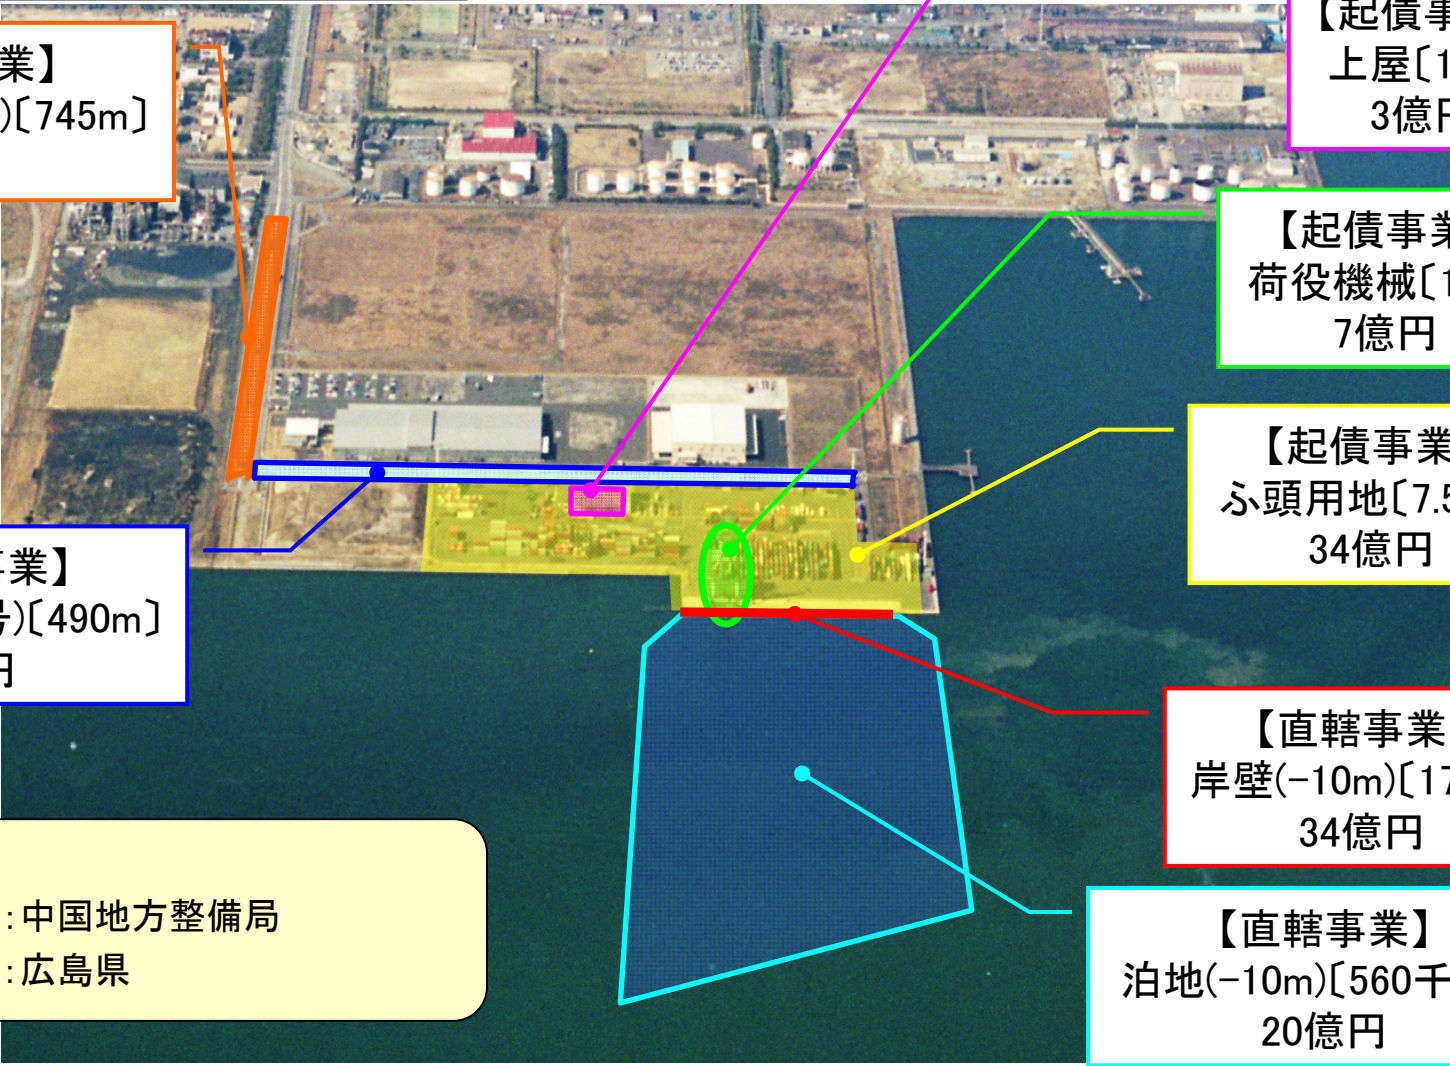 業】
)〔745m〕
【起債事
上屋〔1
3億円
【起債事業
荷役機械〔1
7億円
【起債事業
ふ頭用地〔7.5
34億円
事業】
号)〔490m〕
円
【直轄事業
岸壁(-10m)〔17
34億円
【直轄事業】
泊地(-10m)〔560千
20億円
:中国地方整備局
:広島県